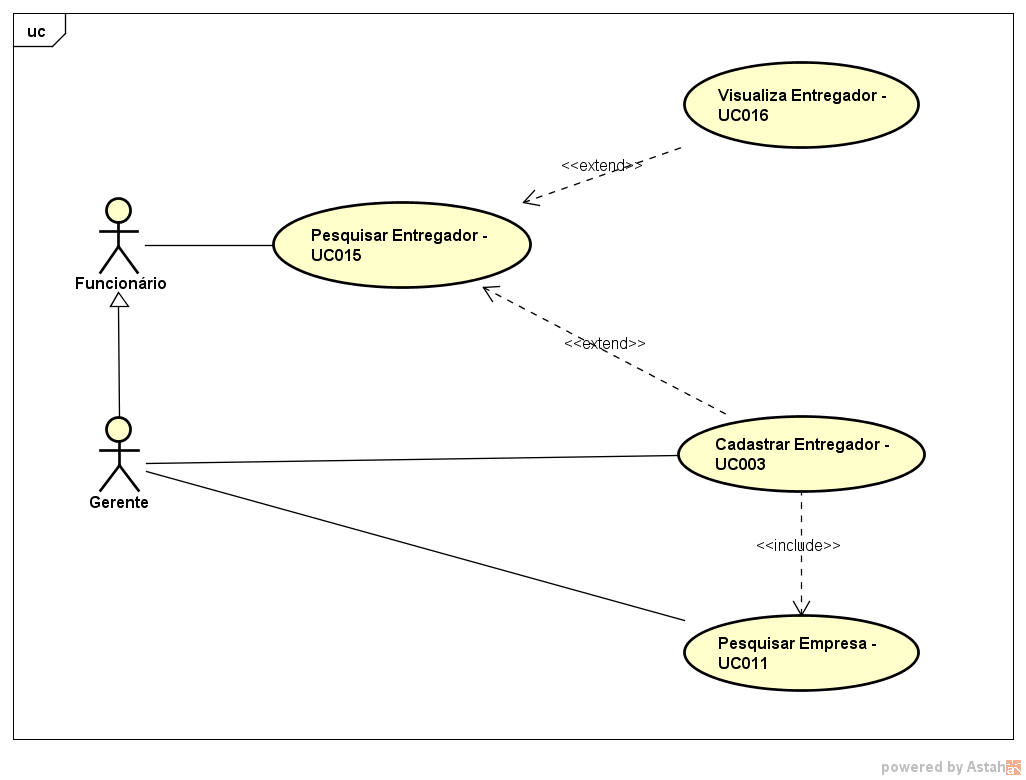 uc
Visualiza Entregador -
UC016
<<extend>>
Pesquisar Entregador -
UC015
Funcionário
<<extend>>
Cadastrar Entregador -
UC003
Gerente
<<include>>
Pesquisar Empresa -
UC011
powered by Astah